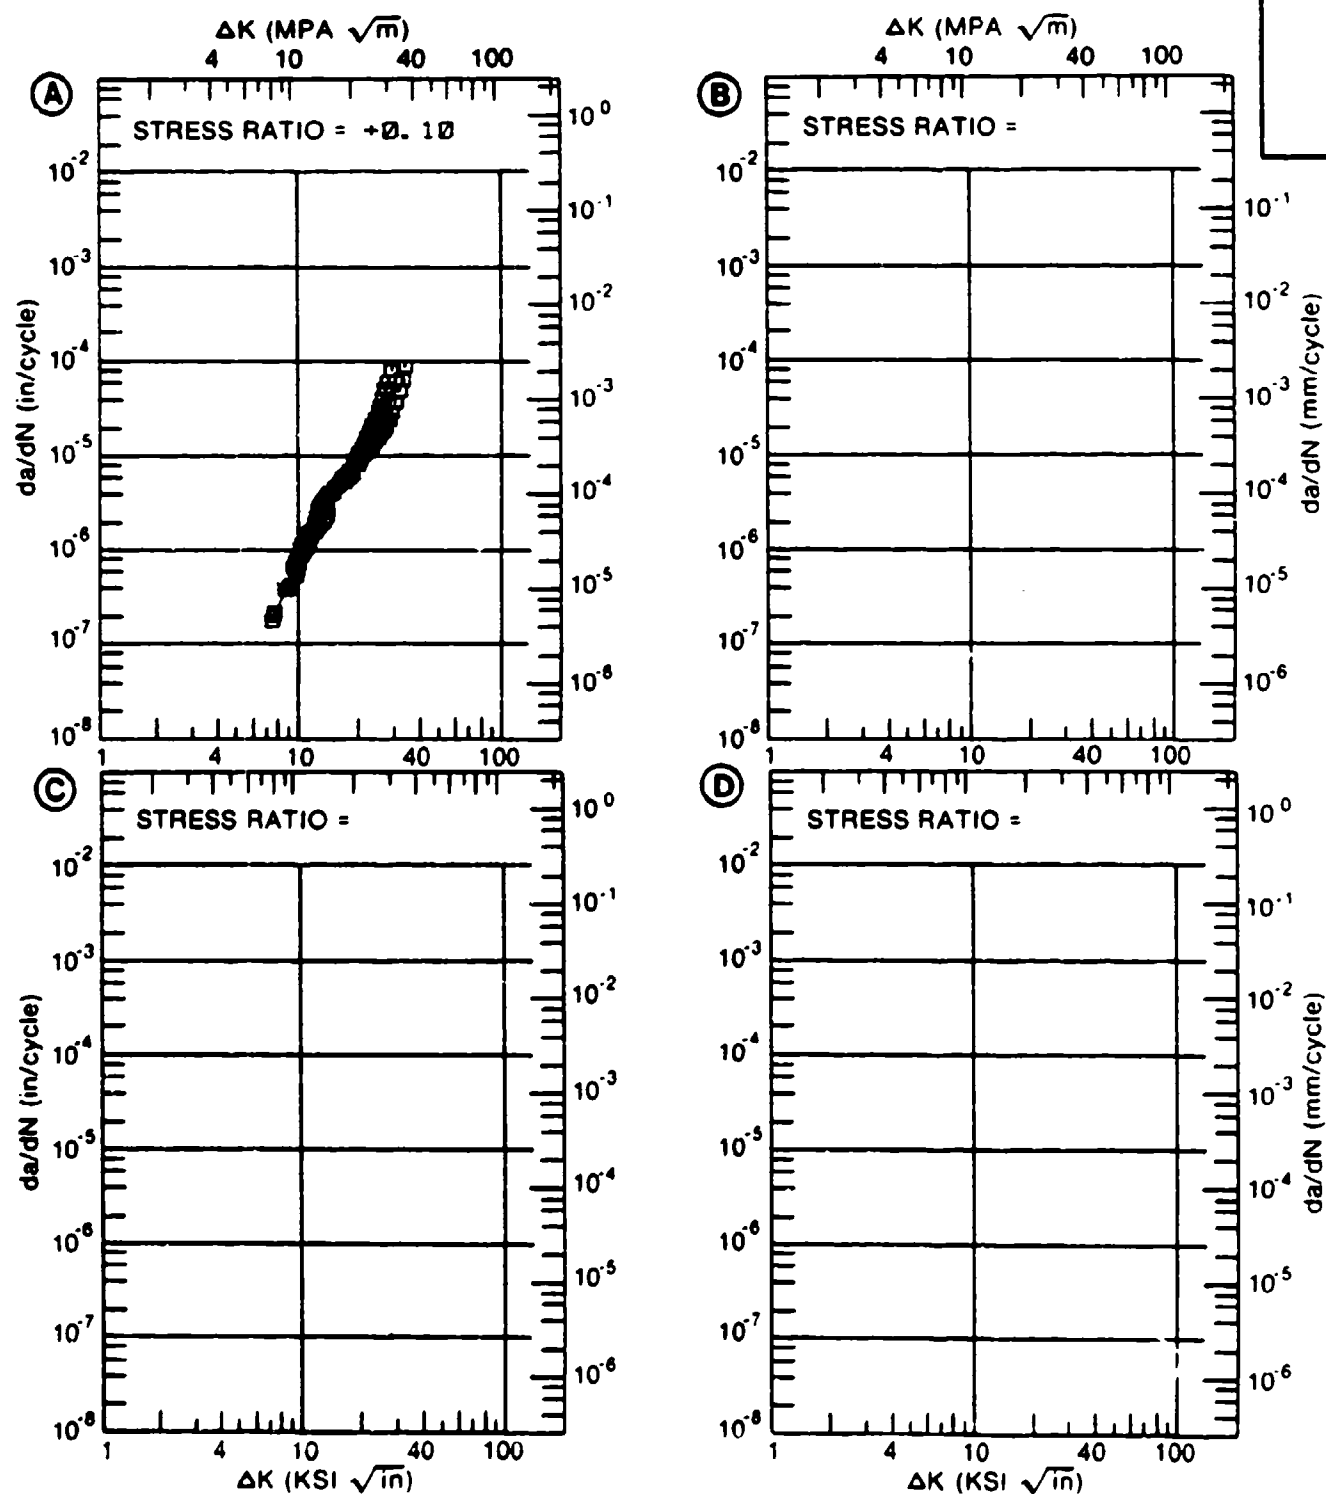 ΔK (MPA √m)
4 10 40 100
ΔK (MPA √m)
4 10 40 100
A
STRESS RATIO = +0.10
10⁰
10⁻¹
10⁻²
10⁻³
10⁻⁴
10⁻⁵
10⁻⁶
10⁻²
10⁻³
10⁻⁴
10⁻⁵
10⁻⁶
10⁻⁷
10⁻⁸
da/dN (in/cycle)
1 4 10 40 100
B
STRESS RATIO =
10⁻²
10⁻³
10⁻⁴
10⁻⁵
10⁻⁶
10⁻⁷
10⁻⁸
10⁻¹
10⁻²
10⁻³
10⁻⁴
10⁻⁵
10⁻⁶
da/dN (mm/cycle)
1 4 10 40 100
C
STRESS RATIO =
10⁻²
10⁻³
10⁻⁴
10⁻⁵
10⁻⁶
10⁻⁷
10⁻⁸
10⁰
10⁻¹
10⁻²
10⁻³
10⁻⁴
10⁻⁵
10⁻⁶
da/dN (in/cycle)
1 4 10 40 100
ΔK (KSI √in)
D
STRESS RATIO =
10⁻²
10⁻³
10⁻⁴
10⁻⁵
10⁻⁶
10⁻⁷
10⁻⁸
10⁰
10⁻¹
10⁻²
10⁻³
10⁻⁴
10⁻⁵
10⁻⁶
da/dN (mm/cycle)
1 4 10 40 100
ΔK (KSI √in)